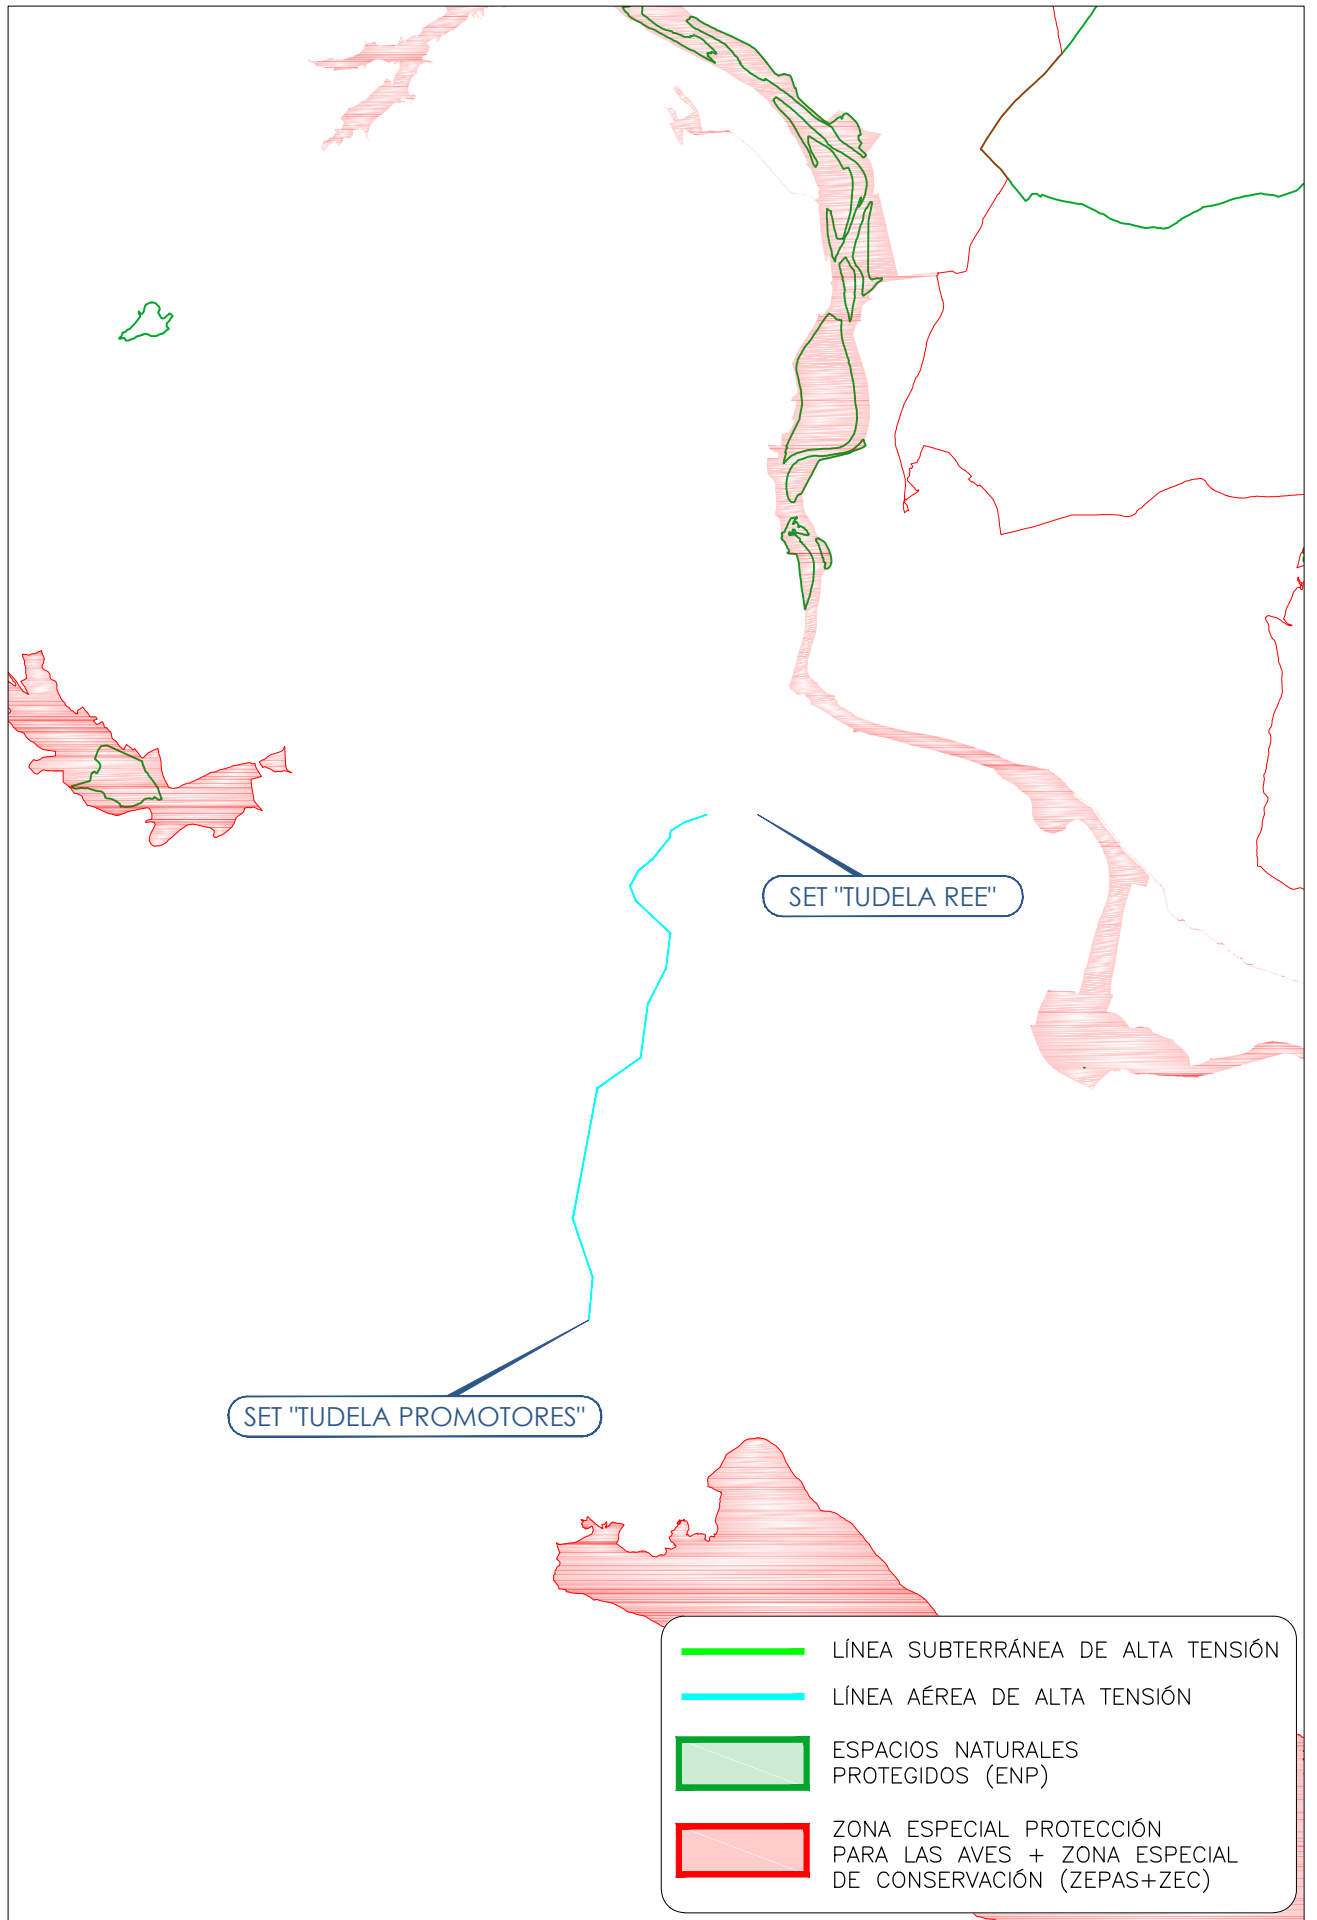 SET "TUDELA REE"
SET "TUDELA PROMOTORES"
LÍNEA SUBTERRÁNEA DE ALTA TENSIÓN
LÍNEA AÉREA DE ALTA TENSIÓN
ESPACIOS NATURALES
PROTEGIDOS (ENP)
ZONA ESPECIAL PROTECCIÓN
PARA LAS AVES + ZONA ESPECIAL
DE CONSERVACIÓN (ZEPAS+ZEC)